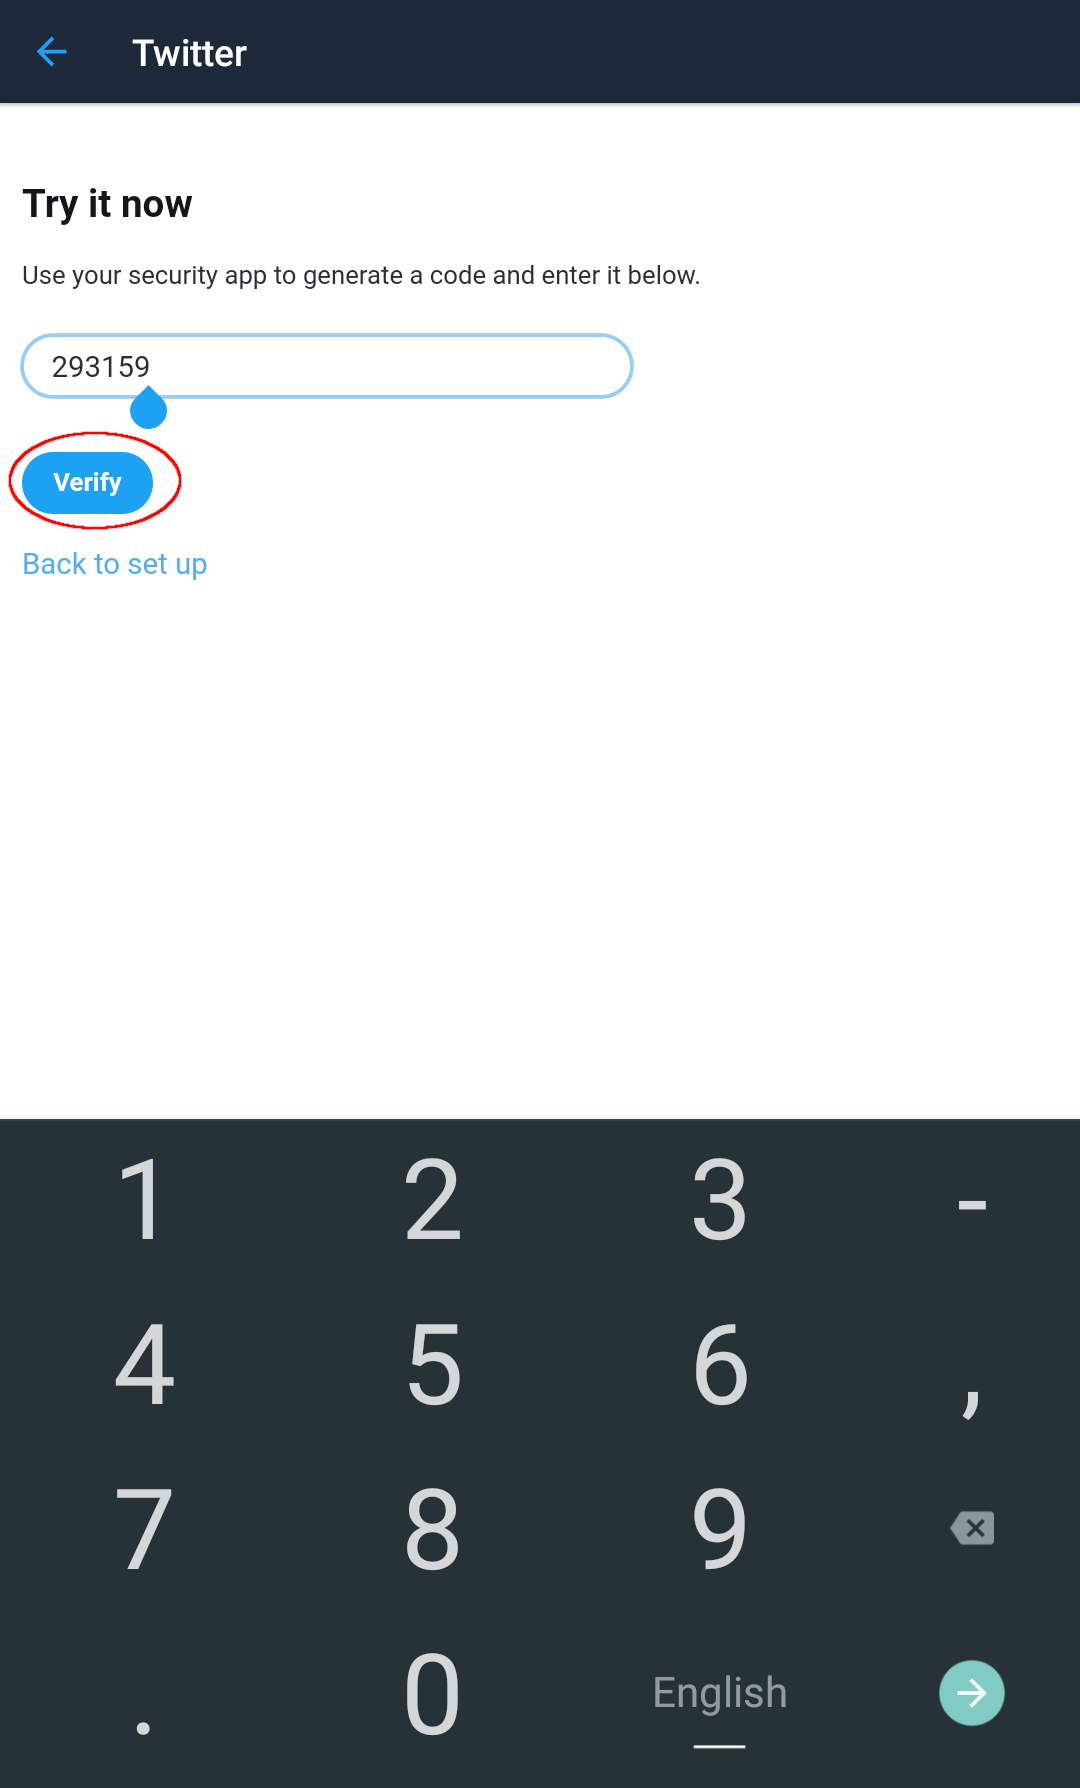 Twitter
Try it now
Use your security app to generate a code and enter it below.
293159
Verify
Back to set up
1 2 3 -
4 5 6 ,
7 8 9
. 0 English